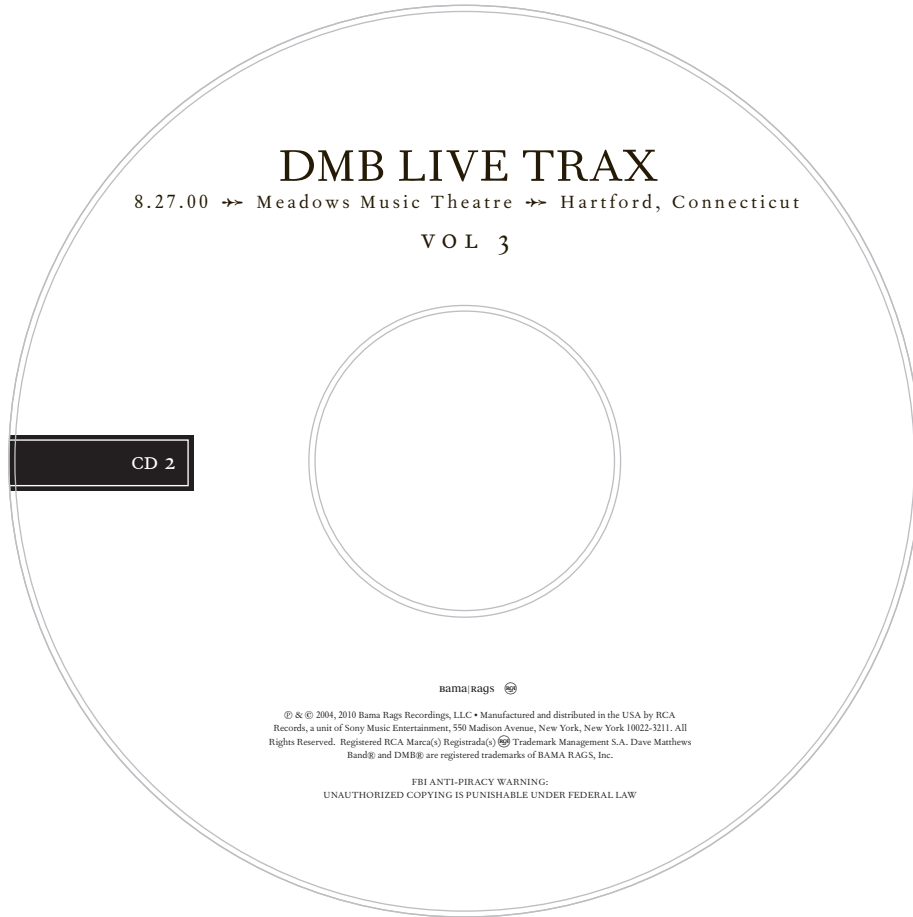 DMB LIVE TRAX
8.27.00 ➳ Meadows Music Theatre ➳ Hartford, Connecticut
VOL 3
CD 2
Bama|Rags RCA
℗ & © 2004, 2010 Bama Rags Recordings, LLC • Manufactured and distributed in the USA by RCA
Records, a unit of Sony Music Entertainment, 550 Madison Avenue, New York, New York 10022-3211. All
Rights Reserved. Registered RCA Marca(s) Registrada(s) RCA Trademark Management S.A. Dave Matthews
Band® and DMB® are registered trademarks of BAMA RAGS, Inc.
FBI ANTI-PIRACY WARNING:
UNAUTHORIZED COPYING IS PUNISHABLE UNDER FEDERAL LAW